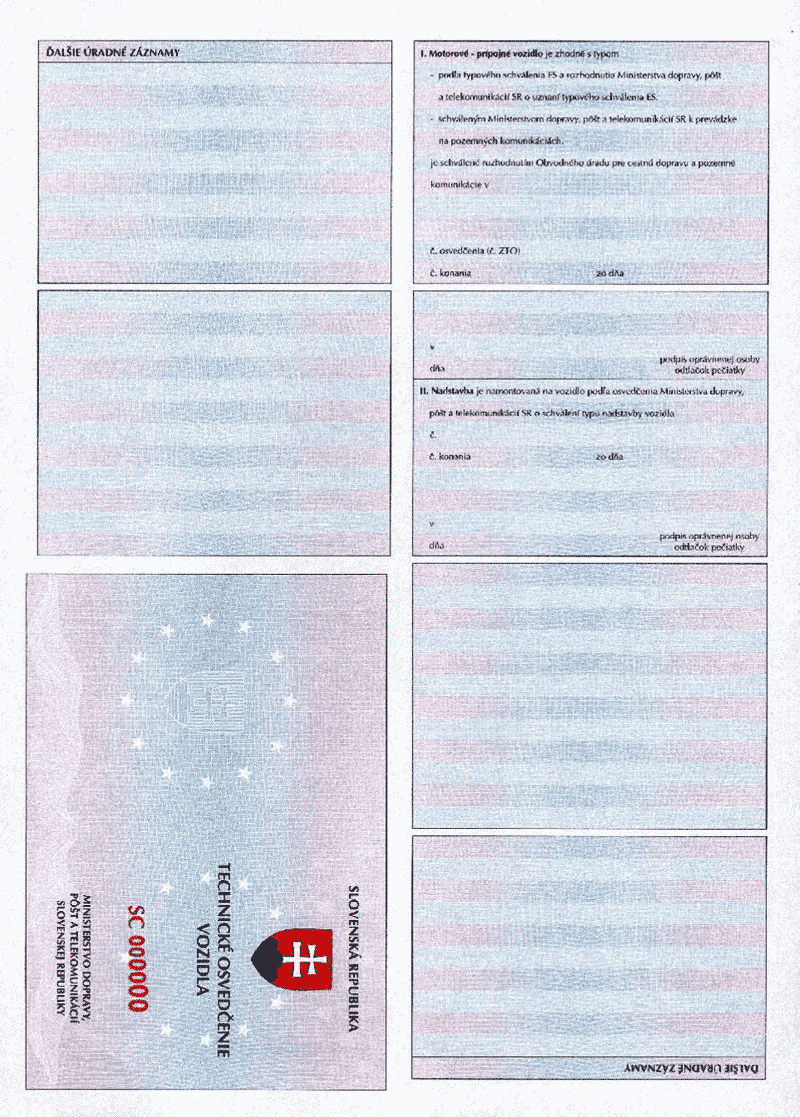 ĎALŠIE ÚRADNÉ ZÁZNAMY
I. Motorové - prípojné vozidlo je zhodné s typom
- podľa typového schválenia ES a rozhodnutia Ministerstva dopravy, pôšt
a telekomunikácií SR o uznaní typového schválenia ES.
- schváleným Ministerstvom dopravy, pôšt a telekomunikácií SR k prevádzke
na pozemných komunikáciách.
je schválené rozhodnutím Obvodného úradu pre cestnú dopravu a pozemné
komunikácie v
č. osvedčenia (č. ZTO)
č. konania zo dňa
v
dňa
podpis oprávnenej osoby
odtlačok pečiatky
II. Nadstavba je namontovaná na vozidlo podľa osvedčenia Ministerstva dopravy,
pôšt a telekomunikácií SR o schválení typu nadstavby vozidla
č.
č. konania zo dňa
v
dňa
podpis oprávnenej osoby
odtlačok pečiatky
SLOVENSKÁ REPUBLIKA
TECHNICKÉ OSVEDČENIE
VOZIDLA
SC 000000
MINISTERSTVO DOPRAVY,
PÔŠT A TELEKOMUNIKÁCIÍ
SLOVENSKEJ REPUBLIKY
ĎALŠIE ÚRADNÉ ZÁZNAMY